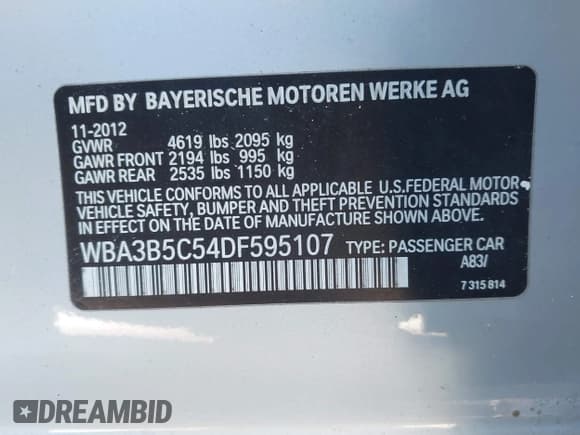 MFD BY BAYERISCHE MOTOREN WERKE AG
11-2012
GVWR 4619 lbs 2095 kg
GAWR FRONT 2194 lbs 995 kg
GAWR REAR 2535 lbs 1150 kg
THIS VEHICLE CONFORMS TO ALL APPLICABLE U.S.FEDERAL MOTOR
VEHICLE SAFETY, BUMPER AND THEFT PREVENTION STANDARDS
IN EFFECT ON THE DATE OF MANUFACTURE SHOWN ABOVE.
WBA3B5C54DF595107 TYPE: PASSENGER CAR
A83/
7 315 814
DREAMBID